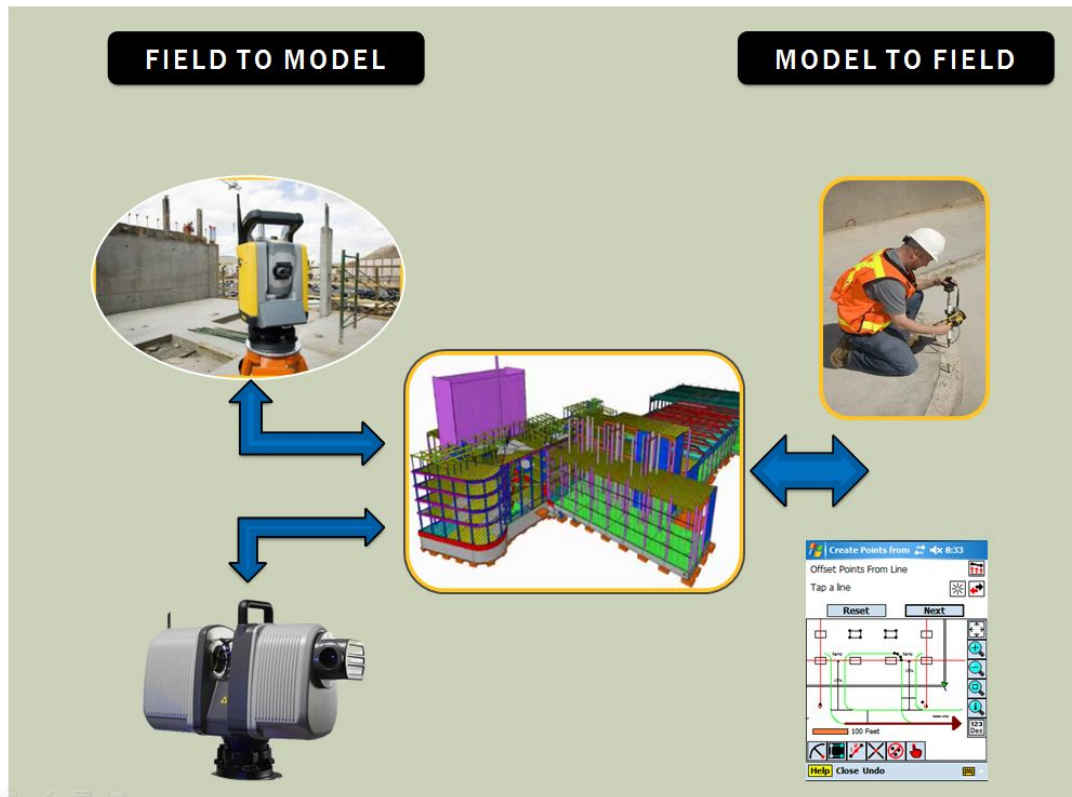 FIELD TO MODEL
MODEL TO FIELD
Create Points from 8:33
Offset Points From Line
Tap a line
Reset Next
100 Feet
123
Des
Help Close Undo